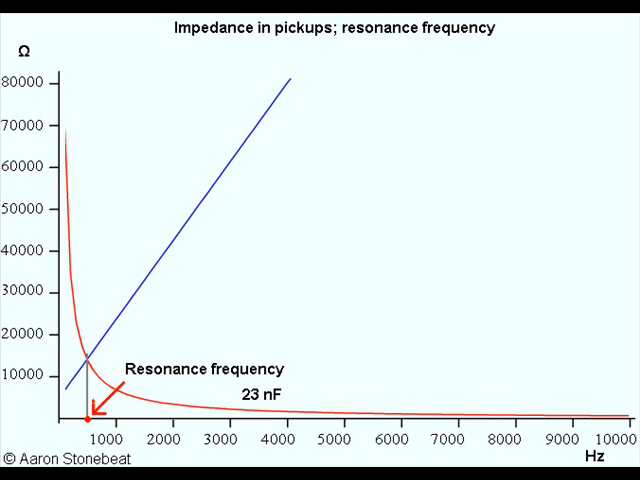 Impedance in pickups; resonance frequency
Ω
80000
70000
60000
50000
40000
30000
20000
10000
Resonance frequency
23 nF
1000 2000 3000 4000 5000 6000 7000 8000 9000 10000
Hz
© Aaron Stonebeat